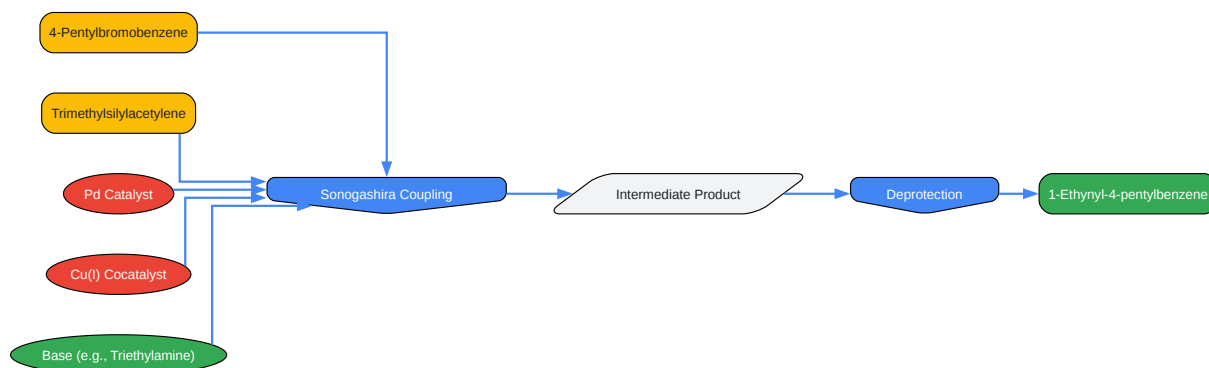 4-Pentylbromobenzene
Trimethylsilylacetylene
Pd Catalyst
Sonogashira Coupling
Intermediate Product
Deprotection
1-Ethynyl-4-pentylbenzene
Cu(I) Cocatalyst
Base (e.g., Triethylamine)